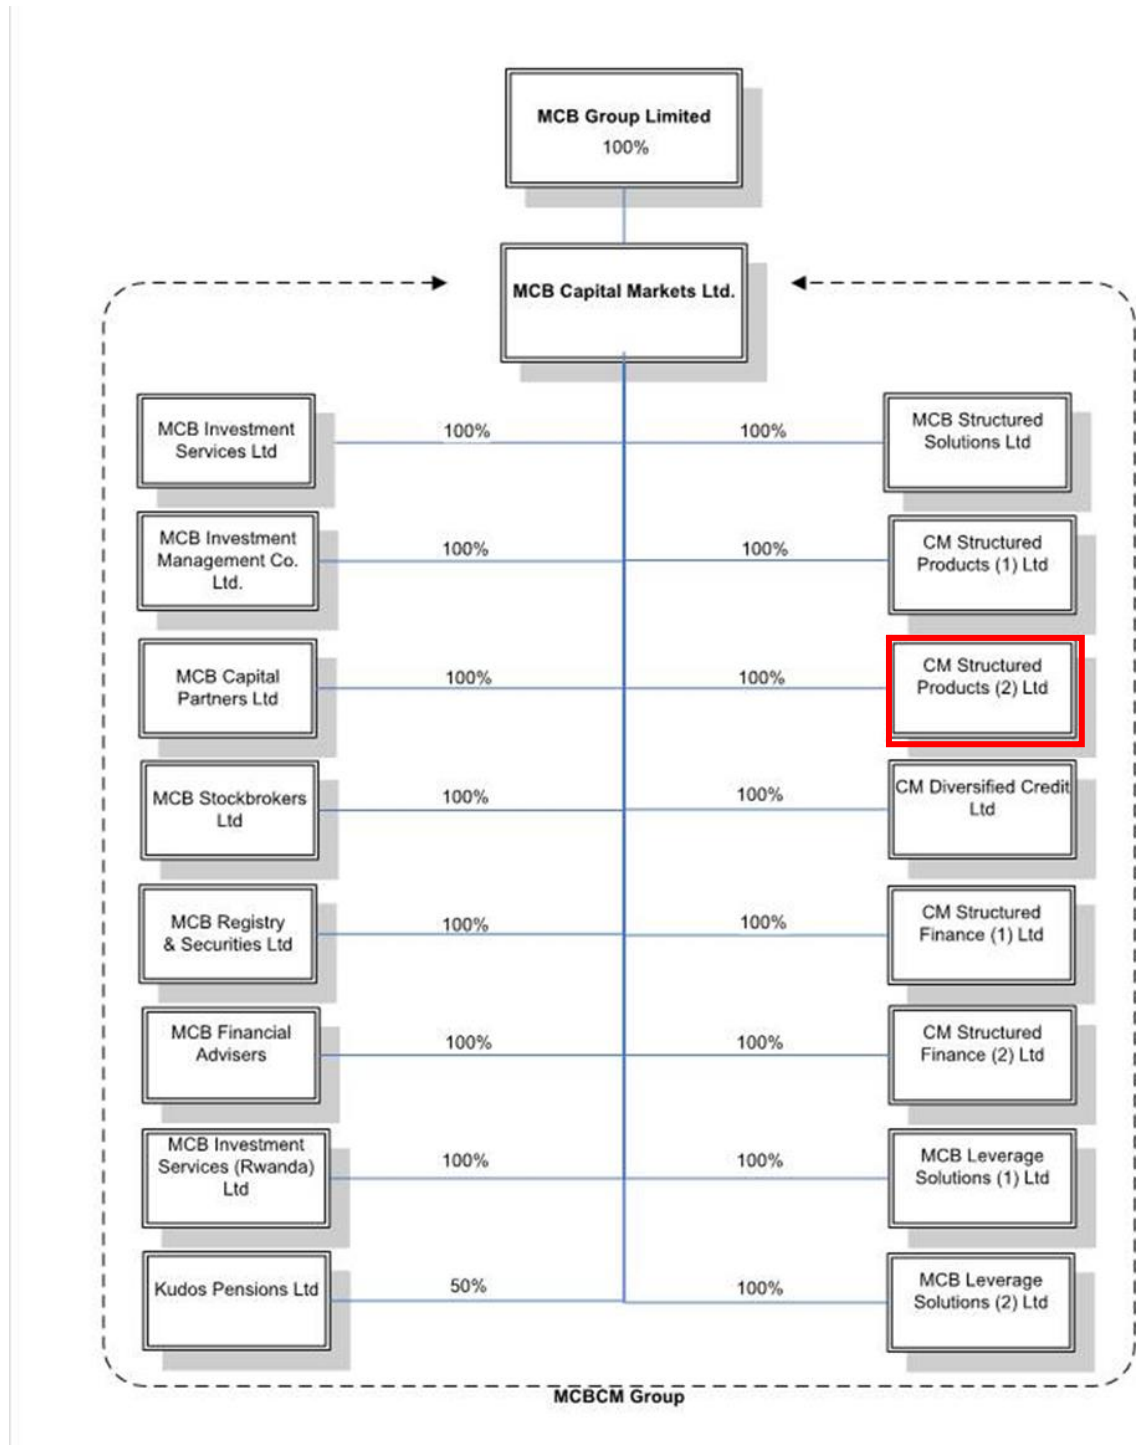 MCB Group Limited
100%
MCB Capital Markets Ltd.
MCB Investment
Services Ltd
100%
100%
MCB Structured
Solutions Ltd
MCB Investment
Management Co.
Ltd.
100%
100%
CM Structured
Products (1) Ltd
MCB Capital
Partners Ltd
100%
100%
CM Structured
Products (2) Ltd
MCB Stockbrokers
Ltd
100%
100%
CM Diversified Credit
Ltd
MCB Registry
& Securities Ltd
100%
100%
CM Structured
Finance (1) Ltd
MCB Financial
Advisers
100%
100%
CM Structured
Finance (2) Ltd
MCB Investment
Services (Rwanda)
Ltd
100%
100%
MCB Leverage
Solutions (1) Ltd
Kudos Pensions Ltd
50%
100%
MCB Leverage
Solutions (2) Ltd
MCBCM Group